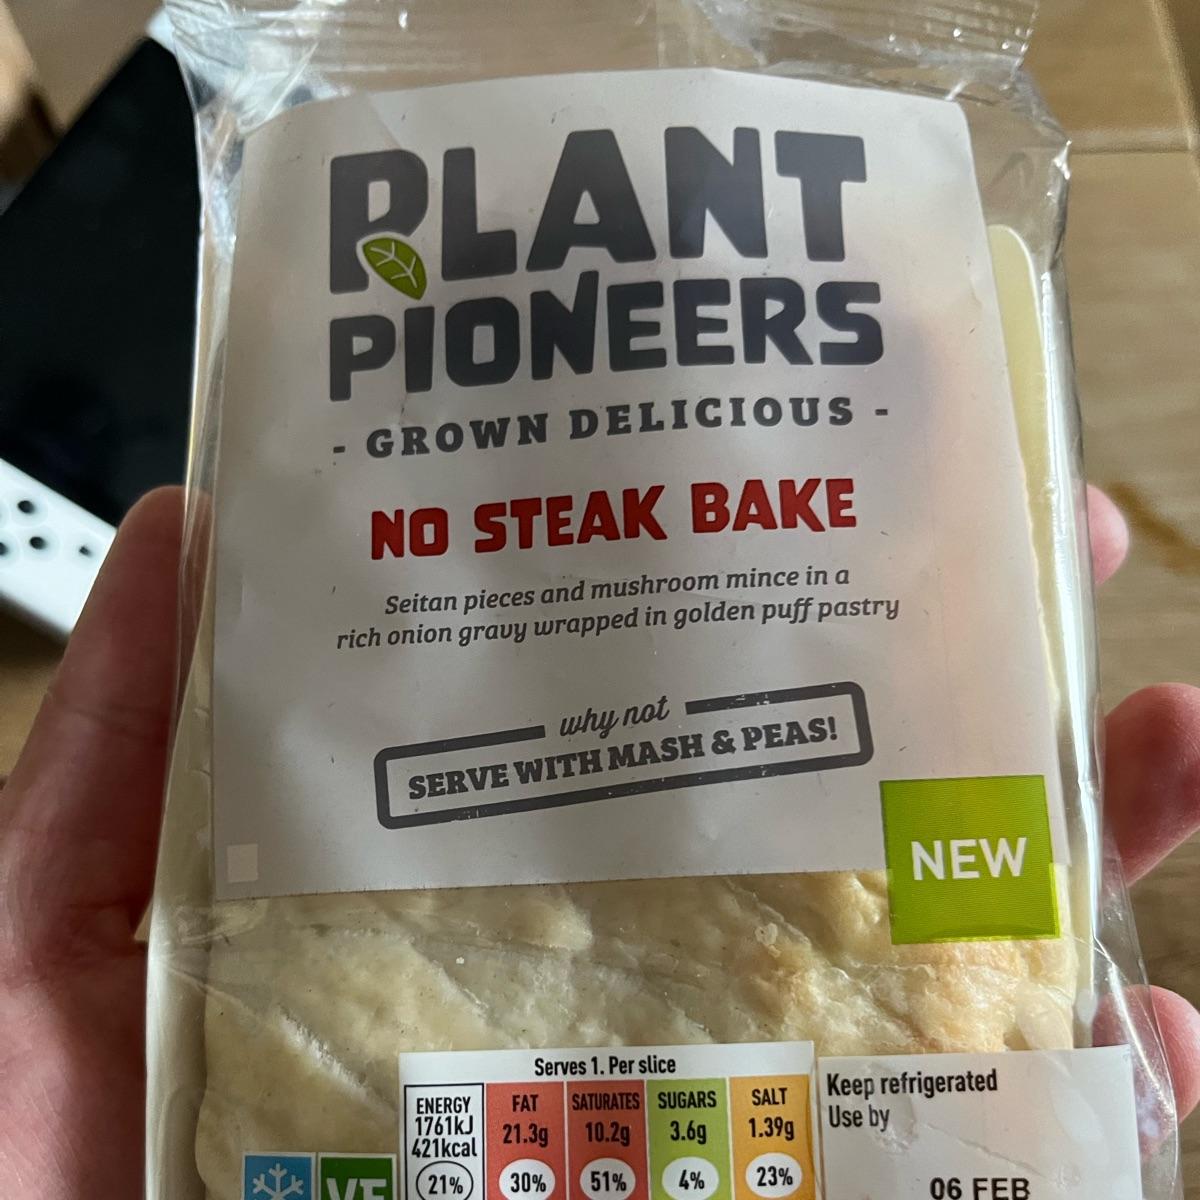 PLANT
PIONEERS
- GROWN DELICIOUS -
NO STEAK BAKE
Seitan pieces and mushroom mince in a
rich onion gravy wrapped in golden puff pastry
why not
SERVE WITH MASH & PEAS!
NEW
Serves 1. Per slice
ENERGY
1761kJ
421kcal
21%
FAT
21.3g
30%
SATURATES
10.2g
51%
SUGARS
3.6g
4%
SALT
1.39g
23%
Keep refrigerated
Use by
06 FEB
VE